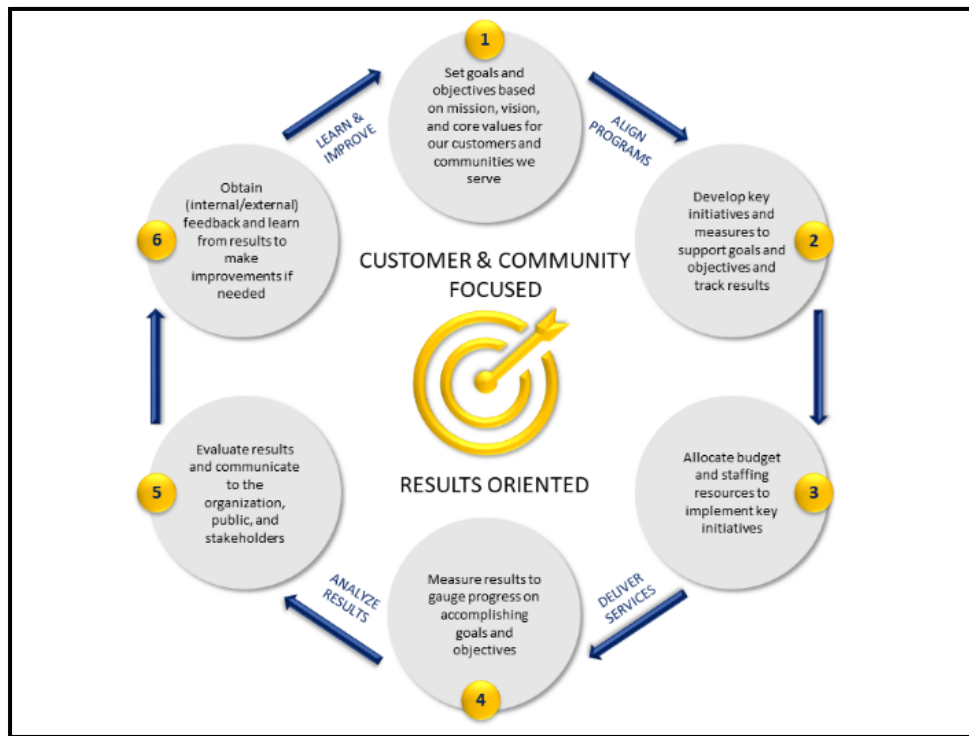 1
Set goals and
objectives based
on mission, vision,
and core values for
our customers and
communities we
serve
ALIGN
PROGRAMS
Develop key
initiatives and
measures to
support goals and
objectives and
track results
2
Allocate budget
and staffing
resources to
implement key
initiatives
3
DELIVER
SERVICES
Measure results to
gauge progress on
accomplishing
goals and
objectives
4
ANALYZE
RESULTS
Evaluate results
and communicate
to the
organization,
public, and
stakeholders
5
Obtain
(internal/external)
feedback and learn
from results to
make
improvements if
needed
6
LEARN &
IMPROVE
CUSTOMER & COMMUNITY
FOCUSED
RESULTS ORIENTED